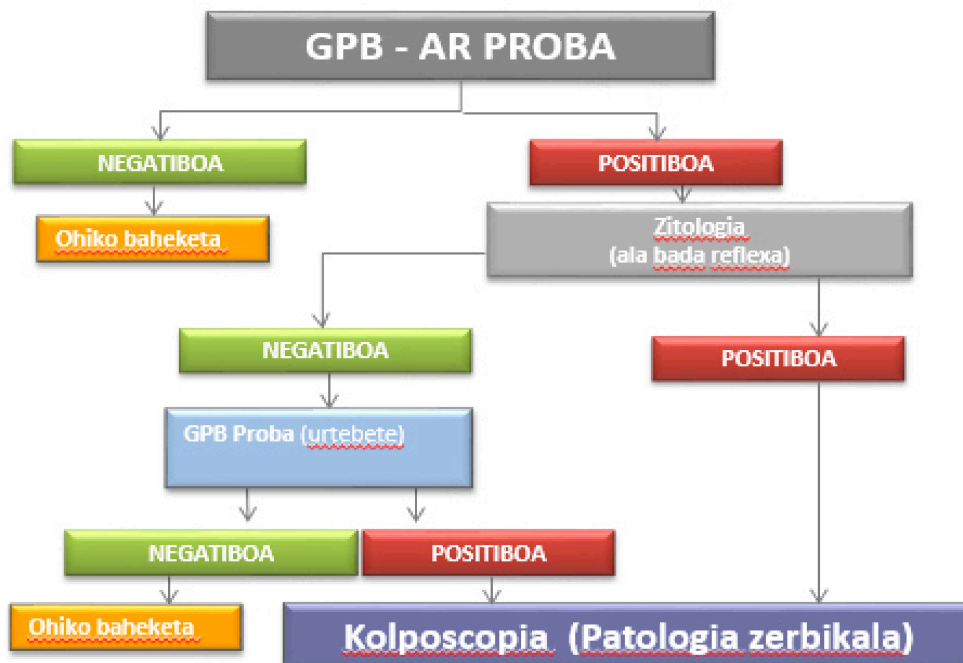 GPB - AR PROBA
NEGATIBOA
POSITIBOA
Ohiko baheketa
Zitologia
(ala bada reflexa)
NEGATIBOA
POSITIBOA
GPB Proba (urtebete)
NEGATIBOA
POSITIBOA
Ohiko baheketa
Kolposcopia (Patologia zerbikala)